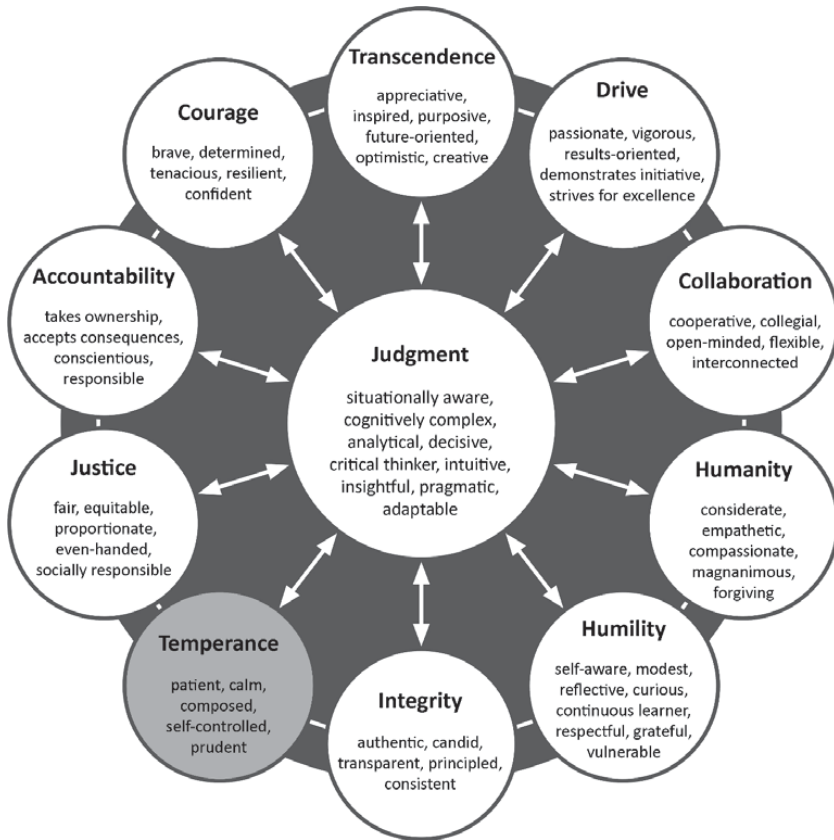 Transcendence
appreciative,
inspired, purposive,
future-oriented,
optimistic, creative
Drive
passionate, vigorous,
results-oriented,
demonstrates initiative,
strives for excellence
Collaboration
cooperative, collegial,
open-minded, flexible,
interconnected
Humanity
considerate,
empathetic,
compassionate,
magnanimous,
forgiving
Humility
self-aware, modest,
reflective, curious,
continuous learner,
respectful, grateful,
vulnerable
Integrity
authentic, candid,
transparent, principled,
consistent
Temperance
patient, calm,
composed,
self-controlled,
prudent
Justice
fair, equitable,
proportionate,
even-handed,
socially responsible
Accountability
takes ownership,
accepts consequences,
conscientious,
responsible
Courage
brave, determined,
tenacious, resilient,
confident
Judgment
situationally aware,
cognitively complex,
analytical, decisive,
critical thinker, intuitive,
insightful, pragmatic,
adaptable